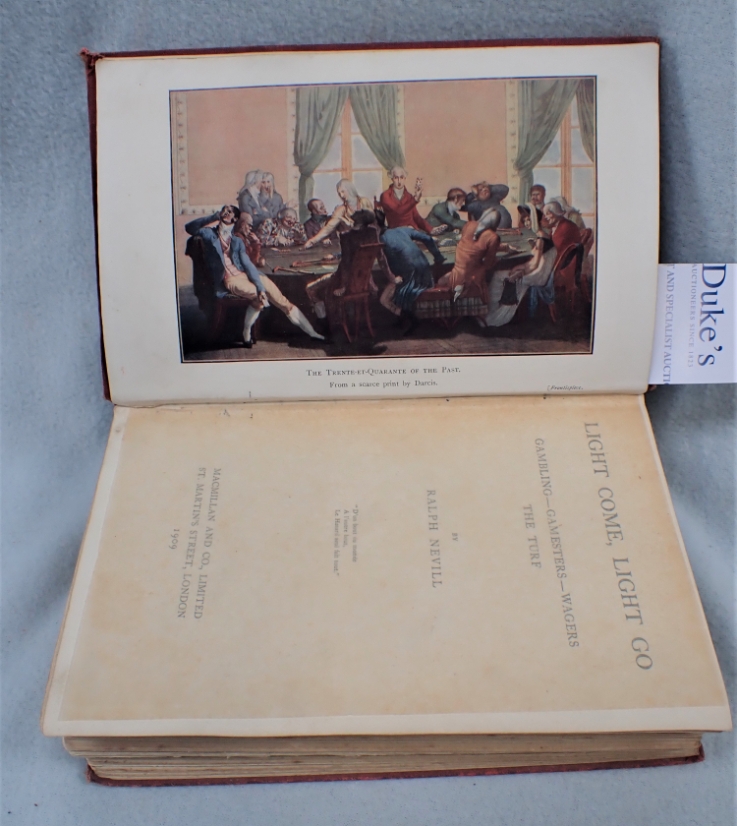 THE TRENTE-ET-QUARANTE OF THE PAST.
From a scarce print by Darcis.
[Frontispiece.
LIGHT COME, LIGHT GO
GAMBLING—GAMESTERS—WAGERS
THE TURF
BY
RALPH NEVILL
MACMILLAN AND CO., LIMITED
ST. MARTIN'S STREET, LONDON
1909
Duke's
AUCTIONEERS SINCE 1823
AND SPECIALIST